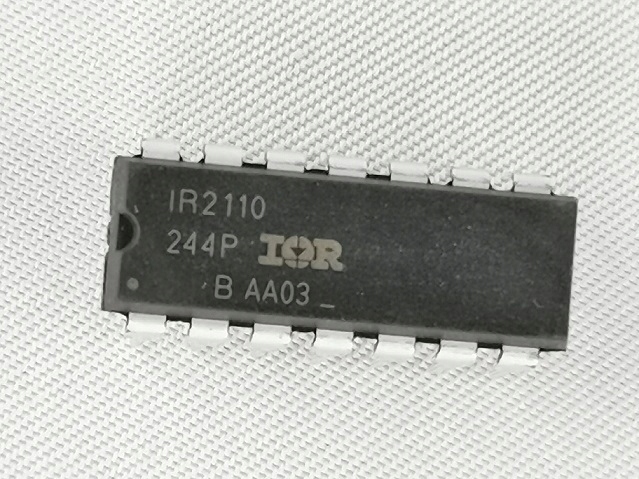 IR2110
244P IOR
B AA03 _